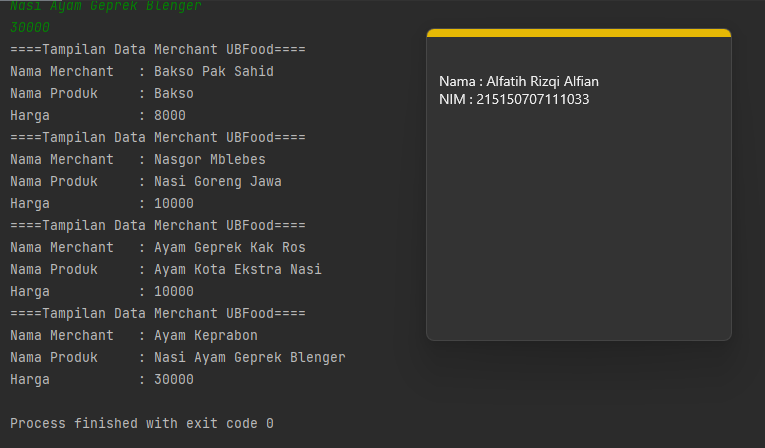 Nasi Ayam Geprek Blenger
30000
====Tampilan Data Merchant UBFood====
Nama Merchant   : Bakso Pak Sahid
Nama Produk     : Bakso
Harga           : 8000
====Tampilan Data Merchant UBFood====
Nama Merchant   : Nasgor Mblebes
Nama Produk     : Nasi Goreng Jawa
Harga           : 10000
====Tampilan Data Merchant UBFood====
Nama Merchant   : Ayam Geprek Kak Ros
Nama Produk     : Ayam Kota Ekstra Nasi
Harga           : 10000
====Tampilan Data Merchant UBFood====
Nama Merchant   : Ayam Keprabon
Nama Produk     : Nasi Ayam Geprek Blenger
Harga           : 30000
Process finished with exit code 0
Nama : Alfatih Rizqi Alfian
NIM : 215150707111033